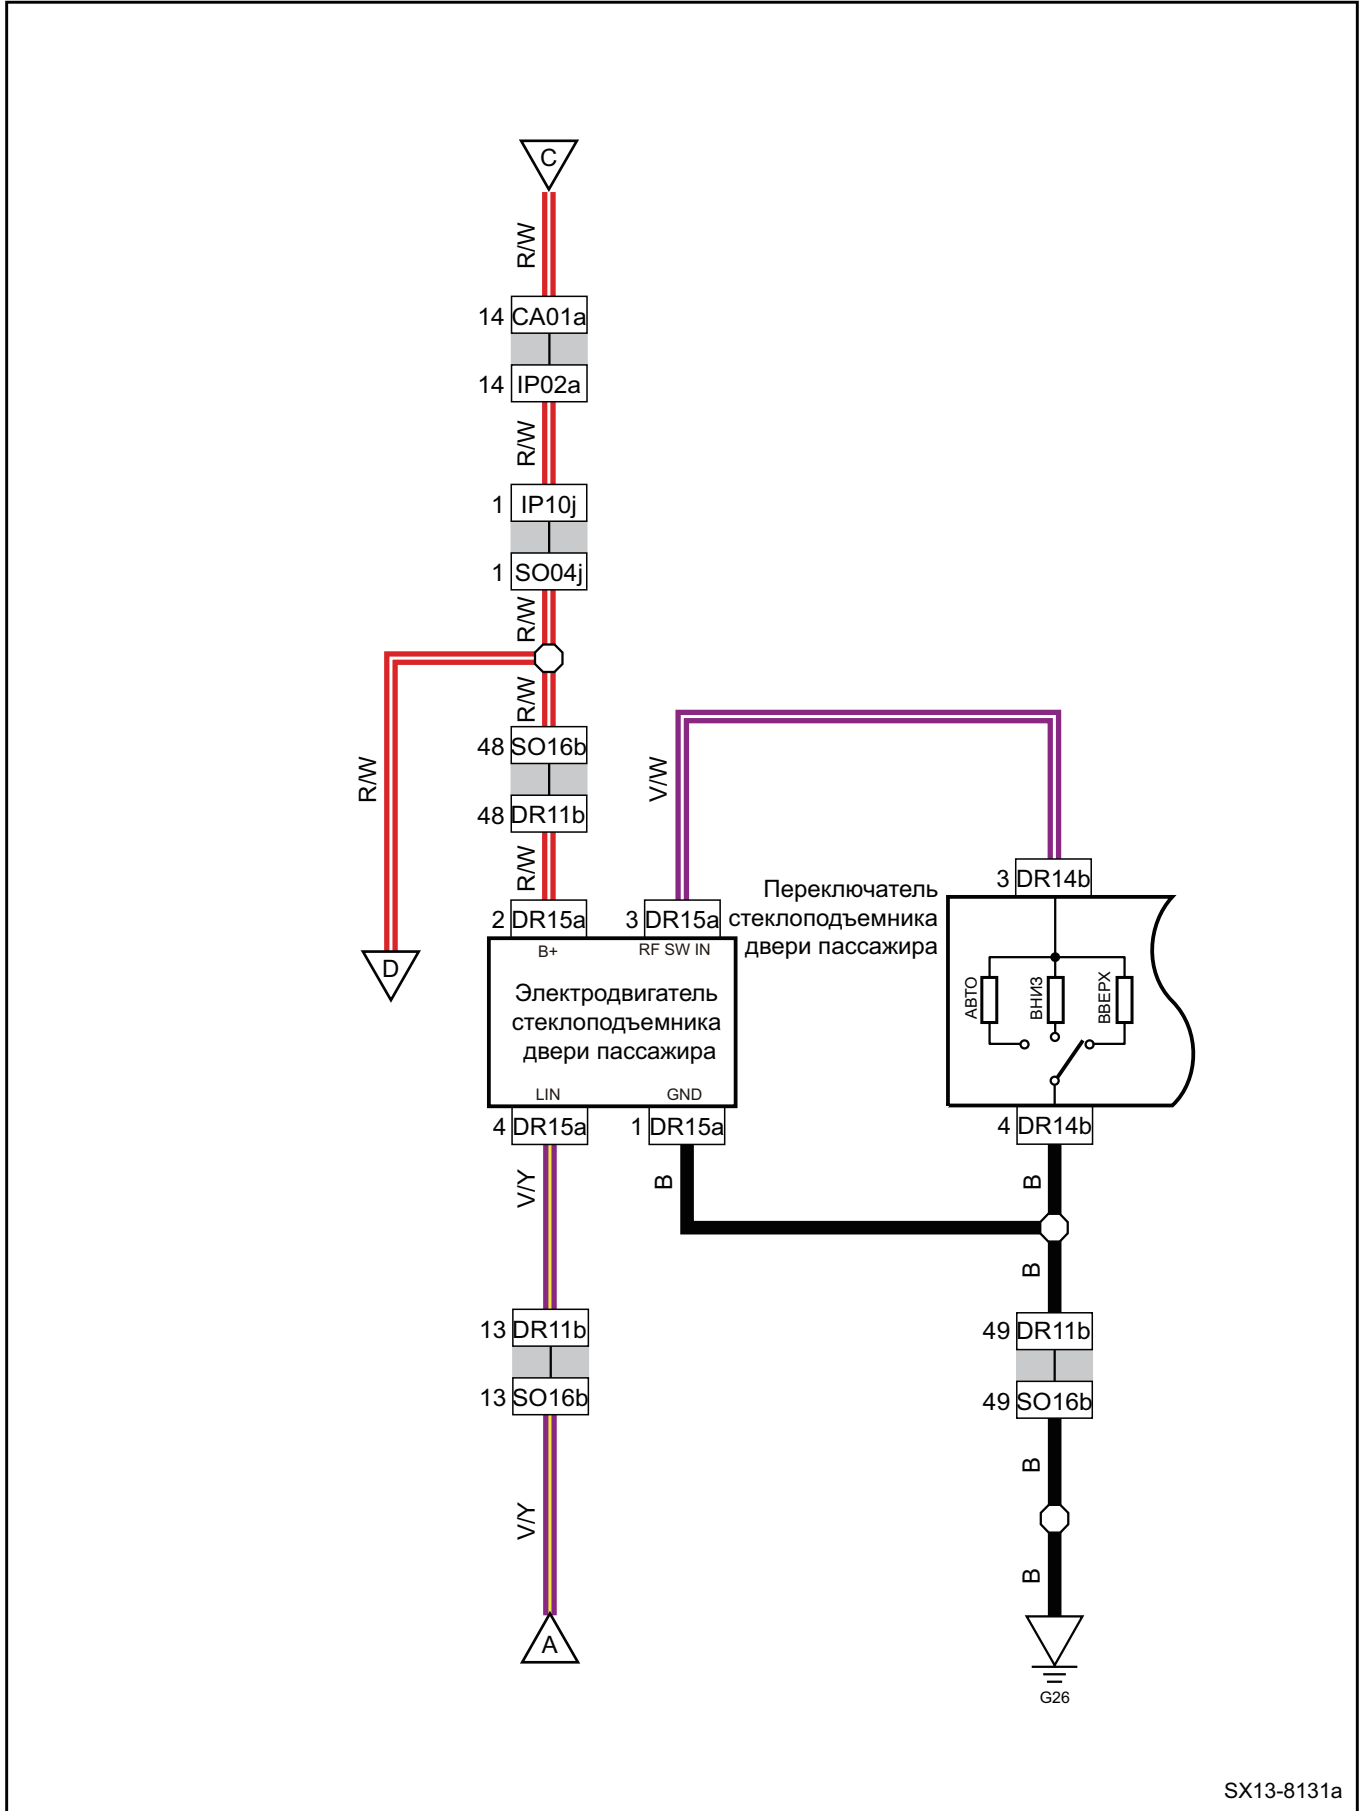 C
R/W
14 CA01a
14 IP02a
R/W
1 IP10j
1 SO04j
R/W
R/W
48 SO16b
48 DR11b
R/W
R/W
D
V/W
2 DR15a
3 DR15a
B+
RF SW IN
Электродвигатель
стеклоподъемника
двери пассажира
LIN
GND
4 DR15a
1 DR15a
Переключатель
стеклоподъемника
двери пассажира
3 DR14b
АВТО
ВНИЗ
ВВЕРХ
4 DR14b
V/Y
B
B
B
13 DR11b
13 SO16b
49 DR11b
49 SO16b
V/Y
B
B
A
G26
SX13-8131a